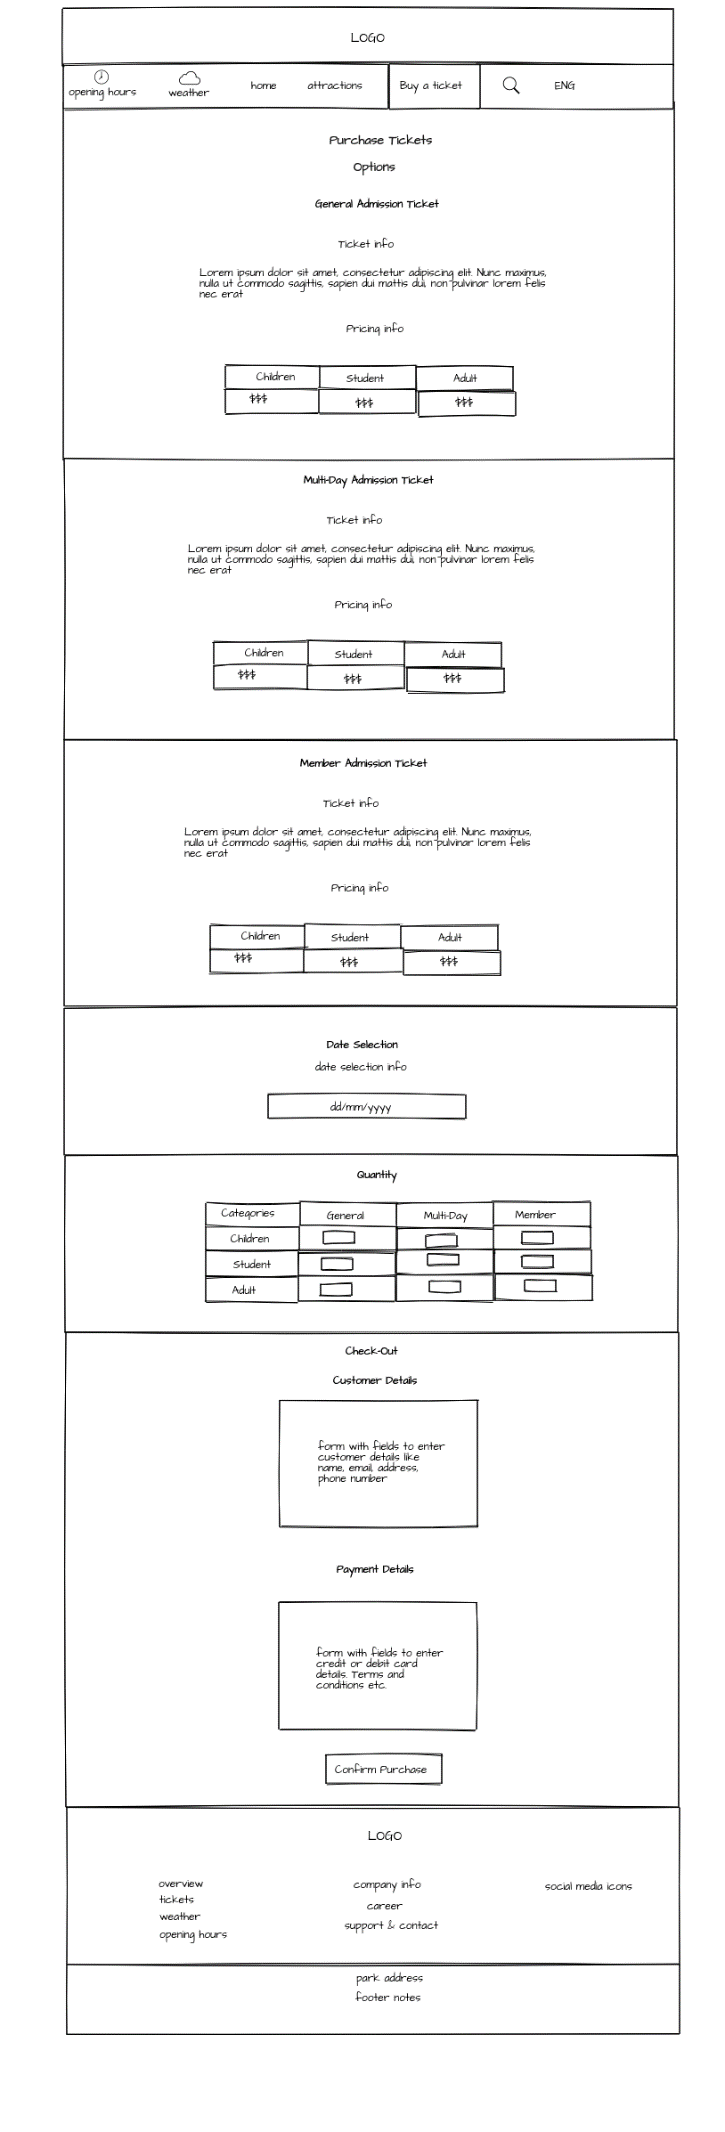 LOGO
opening hours
weather
home
attractions
Buy a ticket
ENG
Purchase Tickets
Options
General Admission Ticket
Ticket info
Lorem ipsum dolor sit amet, consectetur adipiscing elit. Nunc maximus,
nulla ut commodo sagittis, sapien dui mattis dui, non pulvinar lorem felis
nec erat
Pricing info
Children Student Adult
$$$ $$$ $$$
Multi-Day Admission Ticket
Ticket info
Lorem ipsum dolor sit amet, consectetur adipiscing elit. Nunc maximus,
nulla ut commodo sagittis, sapien dui mattis dui, non pulvinar lorem felis
nec erat
Pricing info
Children Student Adult
$$$ $$$ $$$
Member Admission Ticket
Ticket info
Lorem ipsum dolor sit amet, consectetur adipiscing elit. Nunc maximus,
nulla ut commodo sagittis, sapien dui mattis dui, non pulvinar lorem felis
nec erat
Pricing info
Children Student Adult
$$$ $$$ $$$
Date Selection
date selection info
dd/mm/yyyy
Quantity
Categories General Multi-Day Member
Children
Student
Adult
Check-Out
Customer Details
form with fields to enter
customer details like
name, email, address,
phone number
Payment Details
form with fields to enter
credit or debit card
details. Terms and
conditions etc.
Confirm Purchase
LOGO
overview
tickets
weather
opening hours
company info
career
support & contact
social media icons
park address
footer notes